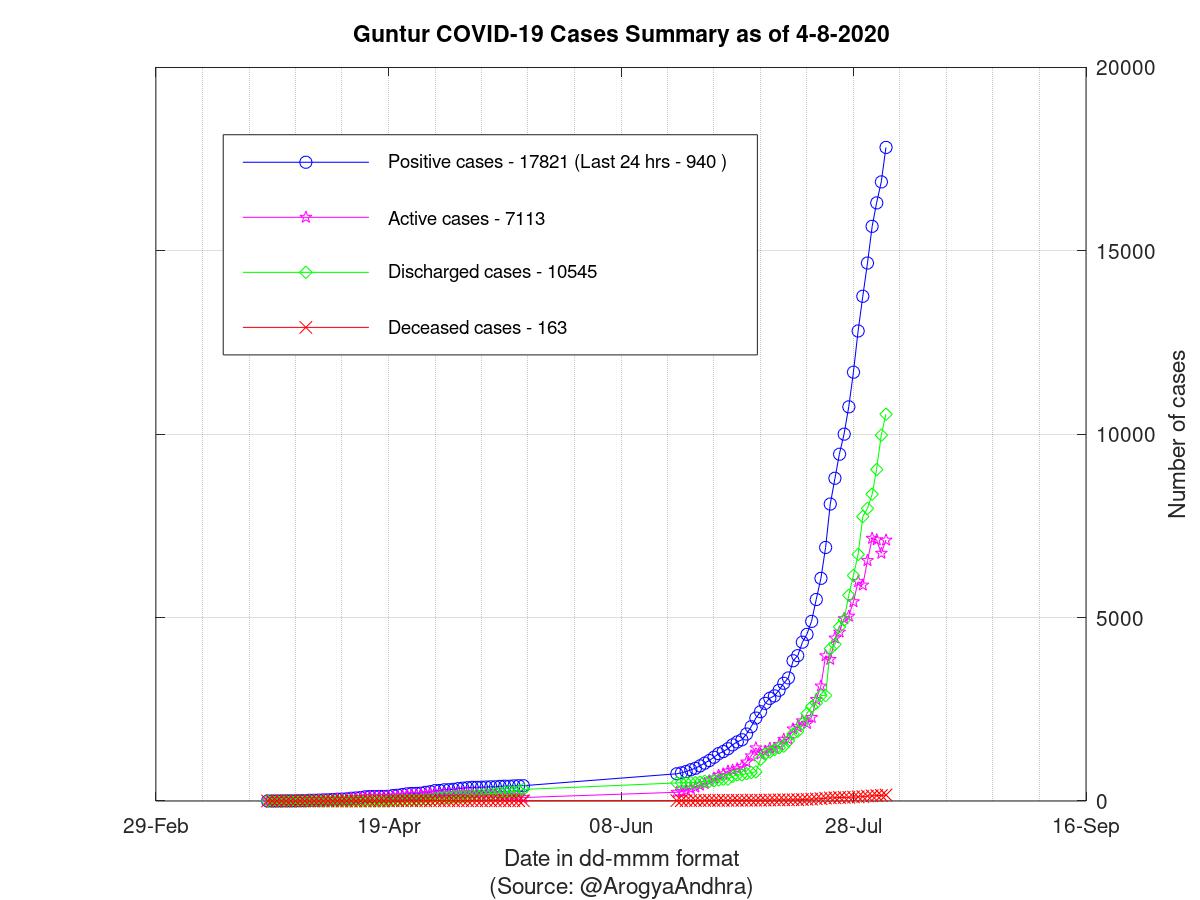 Guntur COVID-19 Cases Summary as of 4-8-2020
Positive cases - 17821 (Last 24 hrs - 940 )
Active cases - 7113
Discharged cases - 10545
Deceased cases - 163
20000
15000
10000
5000
0
Number of cases
29-Feb 19-Apr 08-Jun 28-Jul 16-Sep
Date in dd-mmm format
(Source: @ArogyaAndhra)